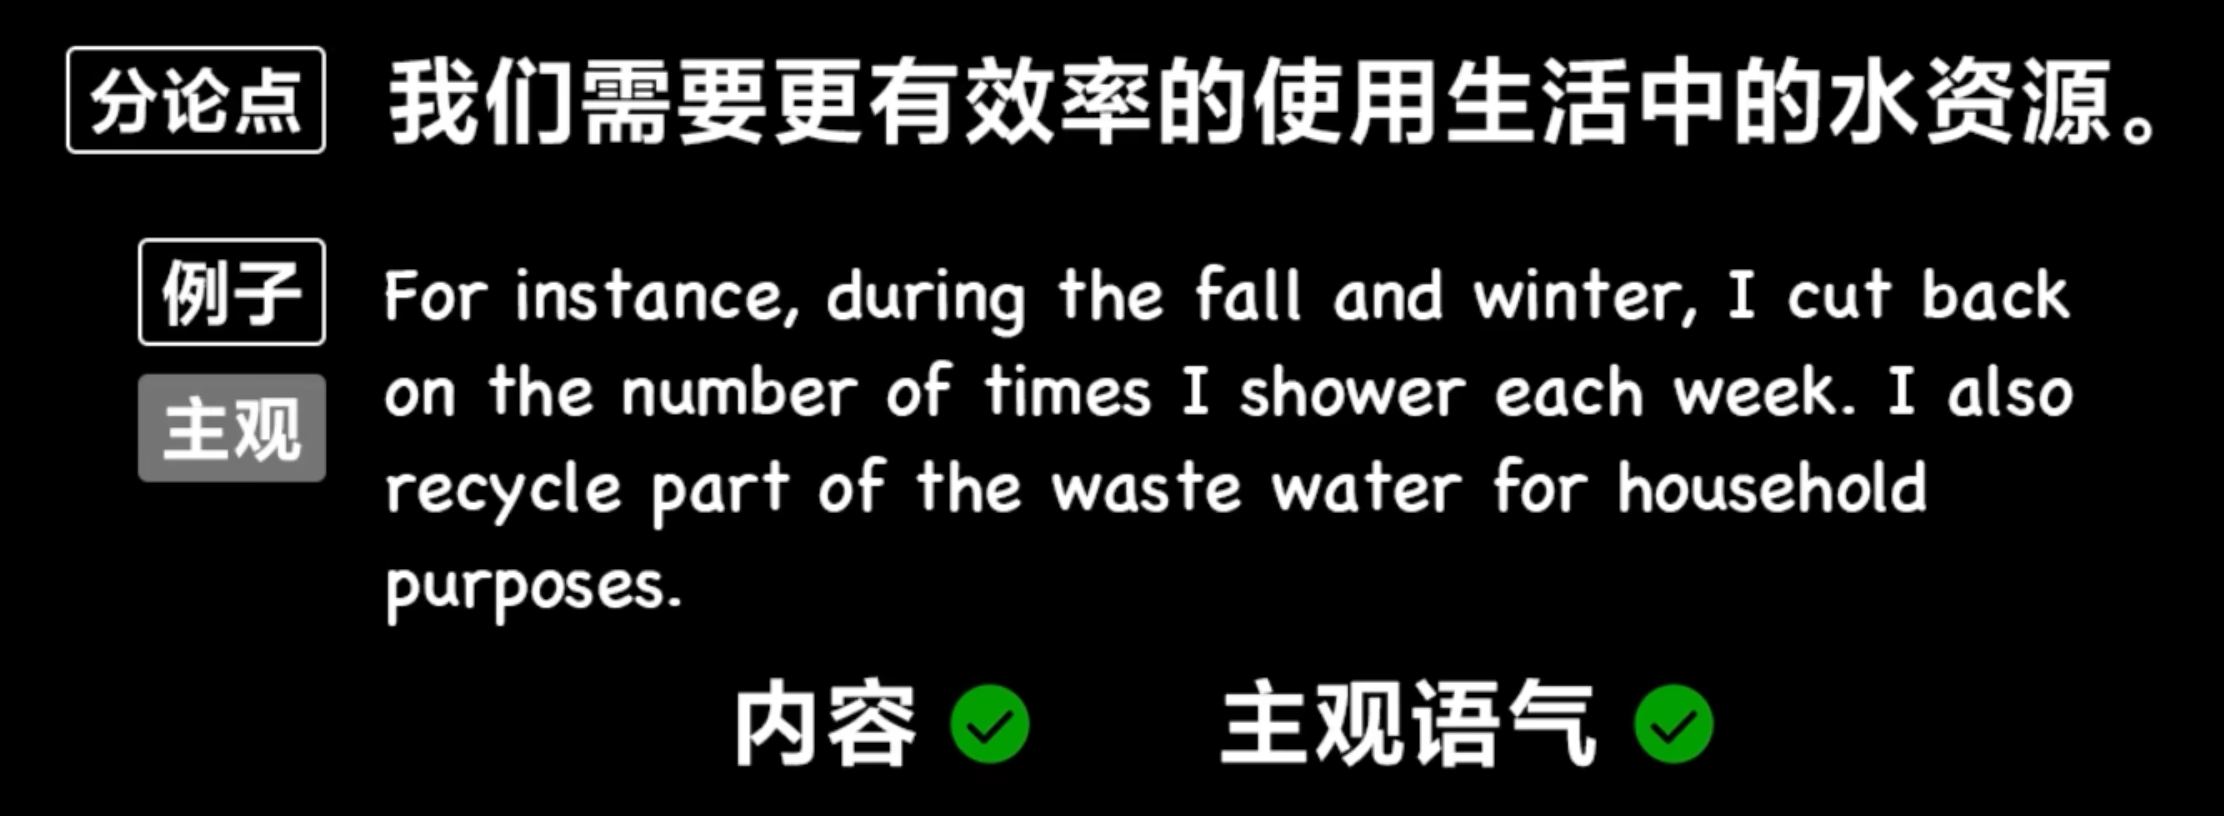 分论点 我们需要更有效率的使用生活中的水资源。
例子 For instance, during the fall and winter, I cut back
主观 on the number of times I shower each week. I also
recycle part of the waste water for household
purposes.
内容 主观语气